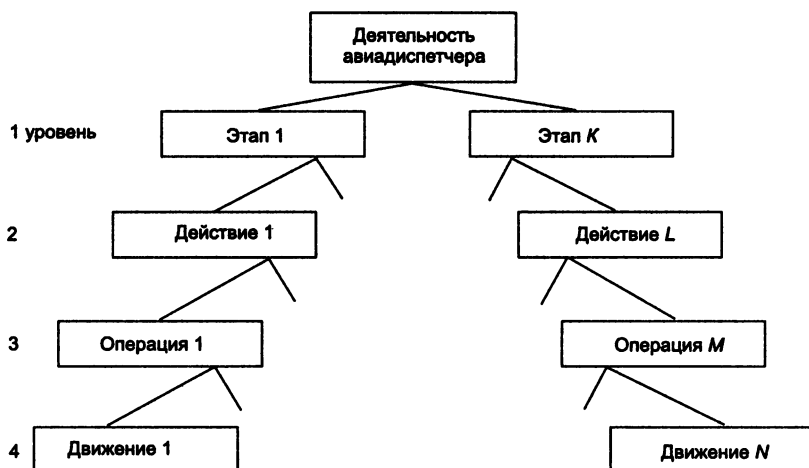 Деятельность
авиадиспетчера
1 уровень
Этап 1
Этап K
2
Действие 1
Действие L
3
Операция 1
Операция M
4
Движение 1
Движение N